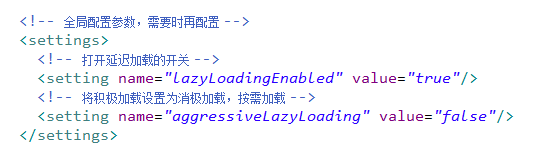 <!-- 全局配置参数，需要时再配置 -->
<settings>
<!-- 打开延迟加载的开关 -->
<setting name="lazyLoadingEnabled" value="true"/>
<!-- 将积极加载设置为消极加载，按需加载 -->
<setting name="aggressiveLazyLoading" value="false"/>
</settings>